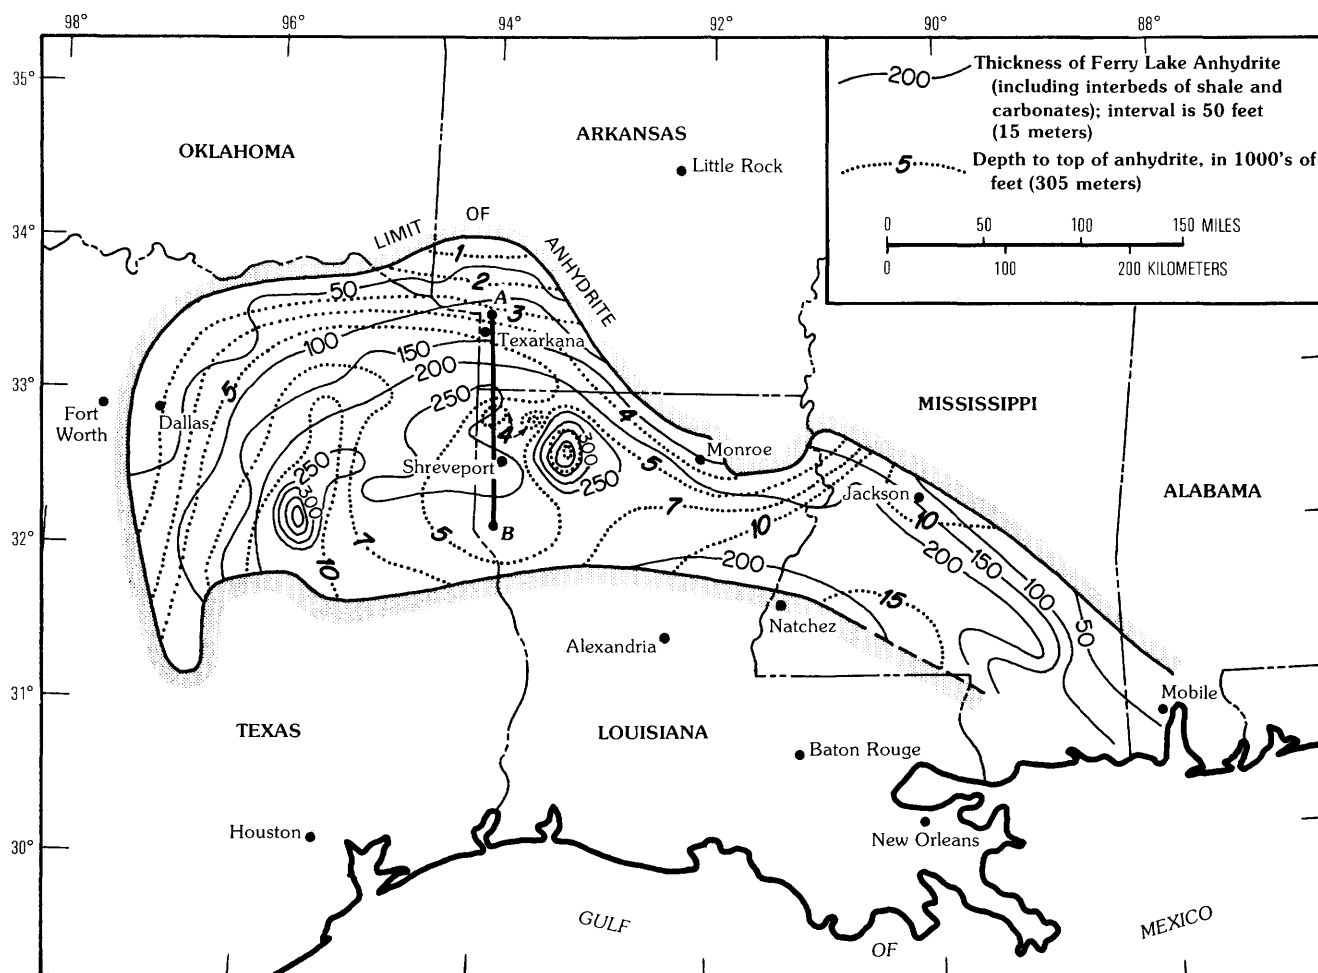 98°
96°
94°
92°
90°
88°
35°
34°
33°
32°
31°
30°
200
Thickness of Ferry Lake Anhydrite
(including interbeds of shale and
carbonates); interval is 50 feet
(15 meters)
5
Depth to top of anhydrite, in 1000's of
feet (305 meters)
0 50 100 150 MILES
0 100 200 KILOMETERS
OKLAHOMA
ARKANSAS
Little Rock
LIMIT OF ANHYDRITE
1
2
50
A
3
Texarkana
100
150
200
250
5
Fort
Worth
Dallas
MISSISSIPPI
4
4
Monroe
300
250
Shreveport
5
250
300
Jackson
ALABAMA
7
10
10
B
5
7
10
200
200
150
100
50
15
Natchez
Alexandria
Mobile
TEXAS
LOUISIANA
Baton Rouge
Houston
New Orleans
GULF
OF
MEXICO